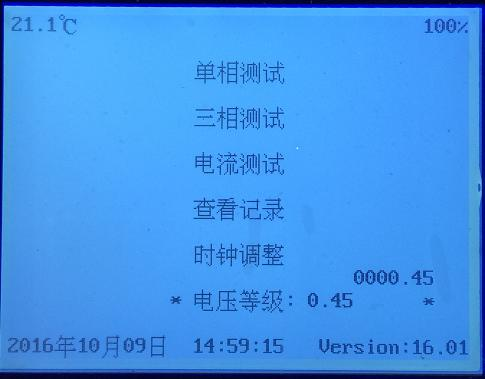 21.1℃ 100%
单相测试
三相测试
电流测试
查看记录
时钟调整
0000.45
* 电压等级: 0.45 *
2016年10月09日 14:59:15 Version:16.01